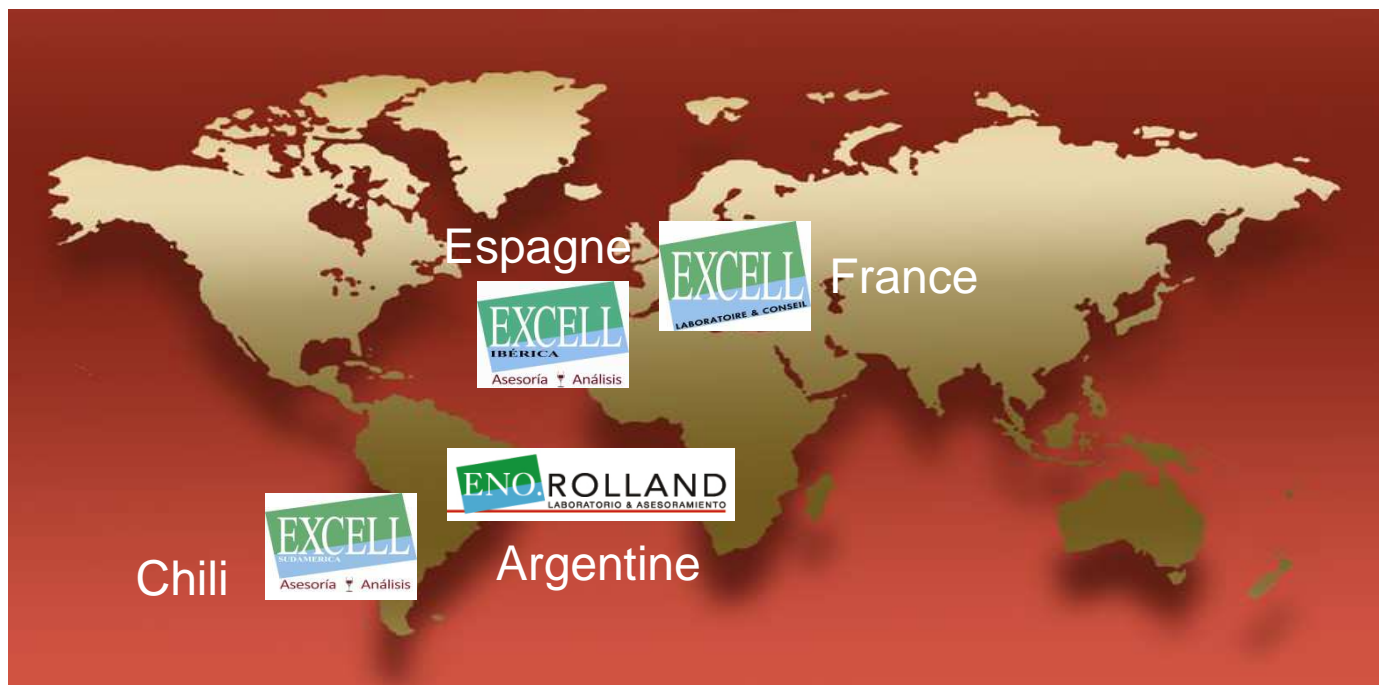 Espagne
EXCELL
LABORATOIRE & CONSEIL
France
EXCELL
IBÉRICA
Asesoría Análisis
ENO.ROLLAND
LABORATORIO & ASESORAMIENTO
EXCELL
SUDAMERICA
Asesoría Análisis
Chili
Argentine